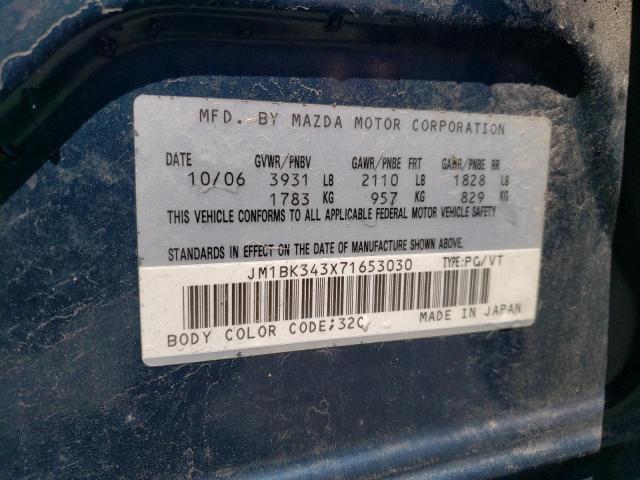 MFD. BY MAZDA MOTOR CORPORATION
DATE GVWR/PNBV GAWR/PNBE FRT GAWR/PNBE RR
10/06 3931 LB 2110 LB 1828 LB
1783 KG 957 KG 829 KG
THIS VEHICLE CONFORMS TO ALL APPLICABLE FEDERAL MOTOR VEHICLE SAFETY
STANDARDS IN EFFECT ON THE DATE OF MANUFACTURE SHOWN ABOVE.
JM1BK343X71653030 TYPE:PC/VT
BODY COLOR CODE;32C MADE IN JAPAN